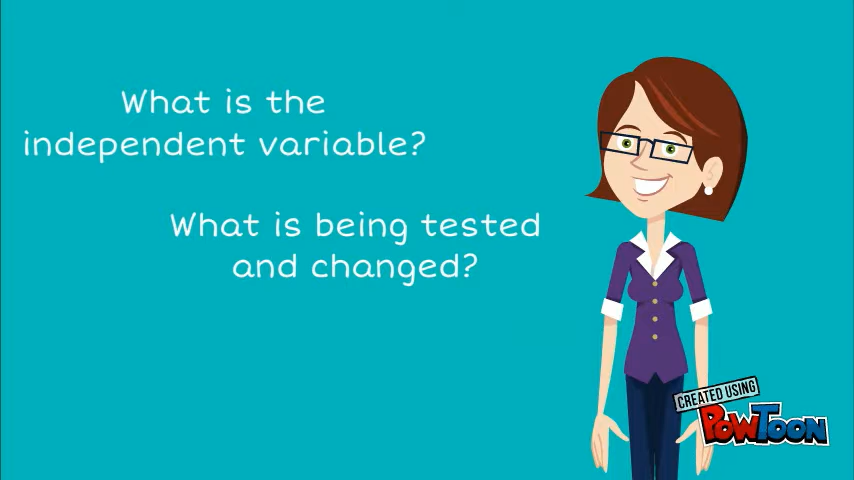 What is the
independent variable?
What is being tested
and changed?
CREATED USING
POWTOON